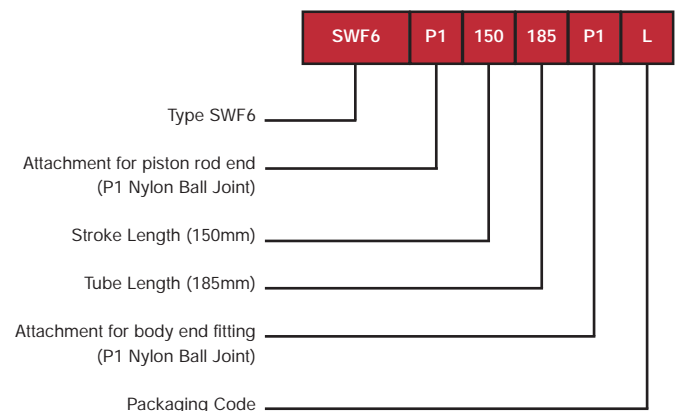 SWF6 P1 150 185 P1 L
Type SWF6
Attachment for piston rod end
(P1 Nylon Ball Joint)
Stroke Length (150mm)
Tube Length (185mm)
Attachment for body end fitting
(P1 Nylon Ball Joint)
Packaging Code